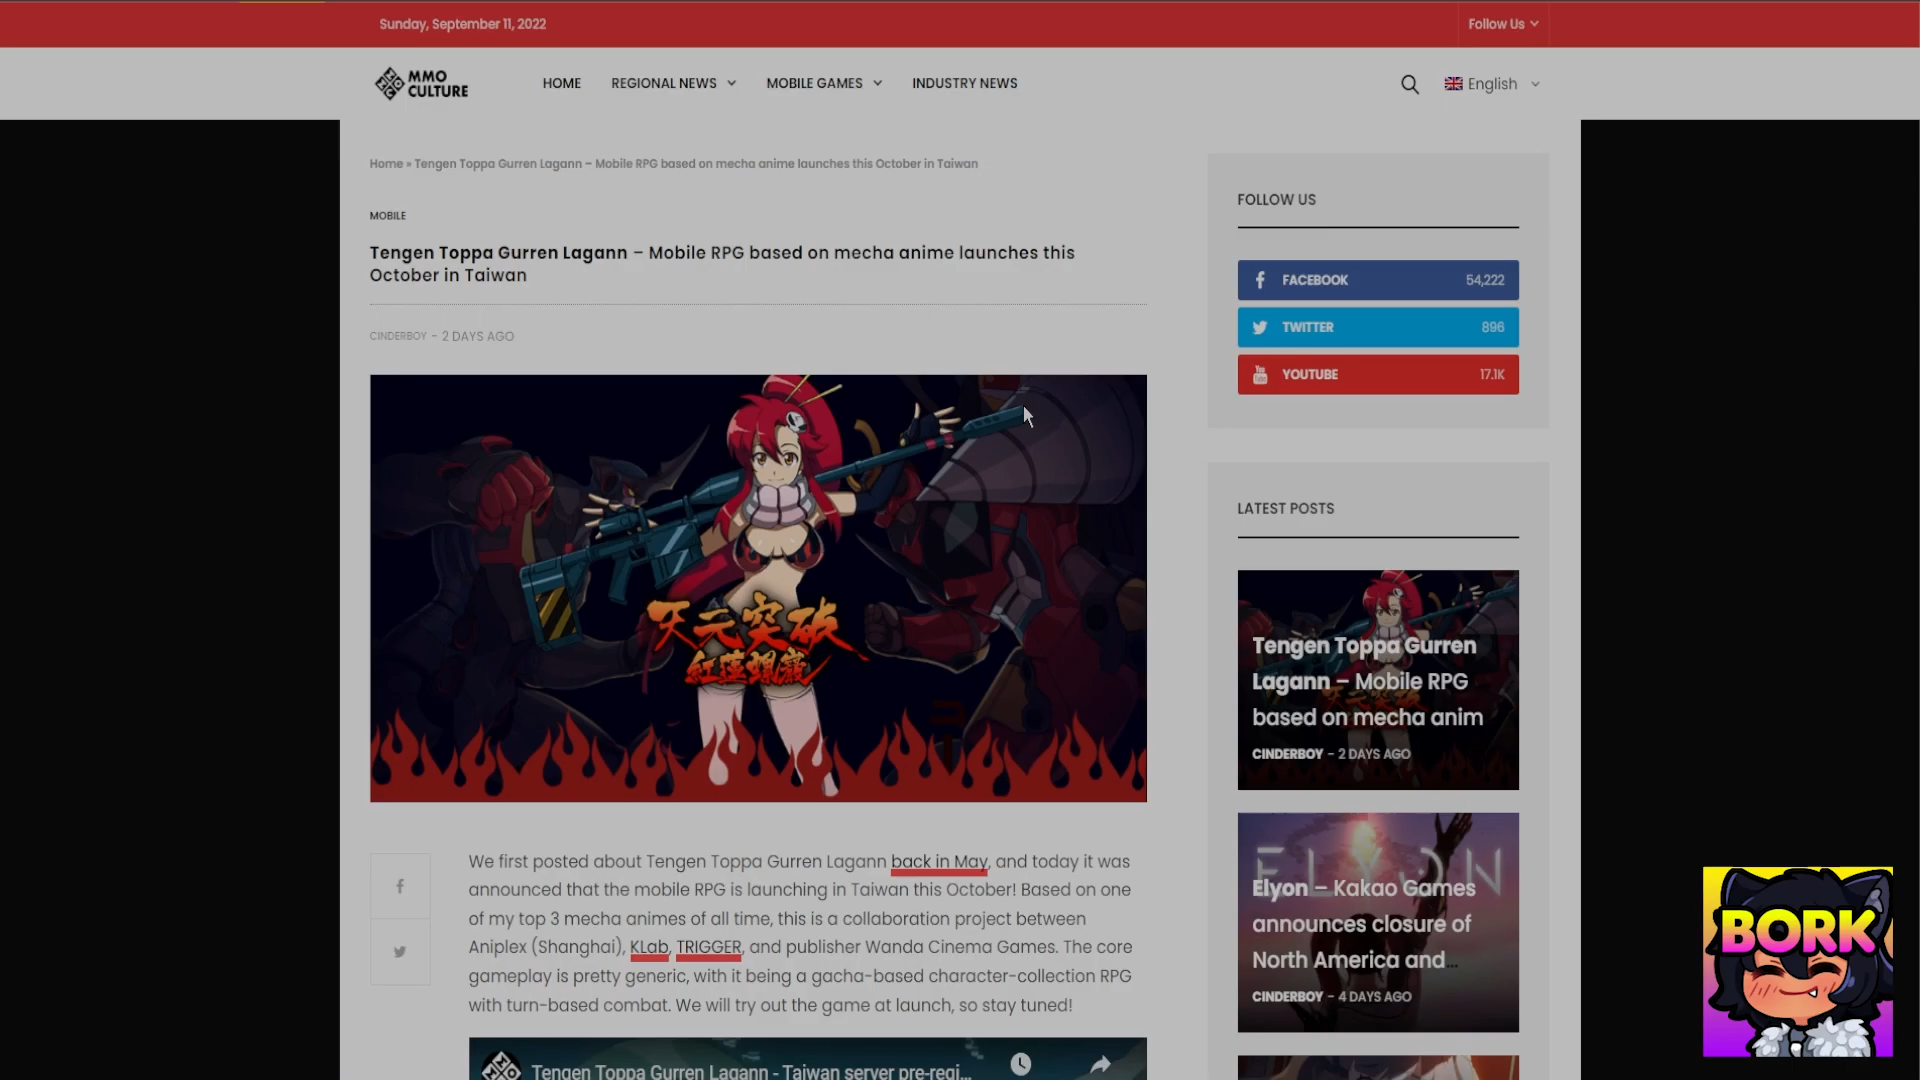 Sunday, September 11, 2022
Follow Us
MMO
CULTURE
HOME
REGIONAL NEWS
MOBILE GAMES
INDUSTRY NEWS
English
Home » Tengen Toppa Gurren Lagann – Mobile RPG based on mecha anime launches this October in Taiwan
MOBILE
Tengen Toppa Gurren Lagann – Mobile RPG based on mecha anime launches this
October in Taiwan
CINDERBOY – 2 DAYS AGO
天元突破
紅蓮螺巖
We first posted about Tengen Toppa Gurren Lagann back in May, and today it was
announced that the mobile RPG is launching in Taiwan this October! Based on one
of my top 3 mecha animes of all time, this is a collaboration project between
Aniplex (Shanghai), KLab, TRIGGER, and publisher Wanda Cinema Games. The core
gameplay is pretty generic, with it being a gacha-based character-collection RPG
with turn-based combat. We will try out the game at launch, so stay tuned!
Tengen Toppa Gurren Lagann - Taiwan server pre-regi...
FOLLOW US
FACEBOOK 54,222
TWITTER 896
YOUTUBE 17.1K
LATEST POSTS
Tengen Toppa Gurren
Lagann – Mobile RPG
based on mecha anim
CINDERBOY – 2 DAYS AGO
ELYON
Elyon – Kakao Games
announces closure of
North America and...
CINDERBOY – 4 DAYS AGO
BORK